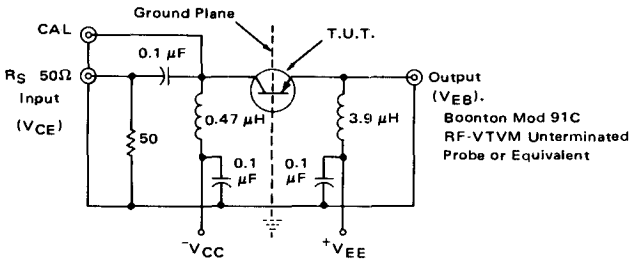 Ground Plane
CAL
T.U.T.
0.1 μF
RS 50Ω
Input
(VCE)
Output
(VEB).
Boonton Mod 91C
RF-VTVM Unterminated
Probe or Equivalent
50
0.47 μH
3.9 μH
0.1
μF
0.1
μF
-VCC
+VEE